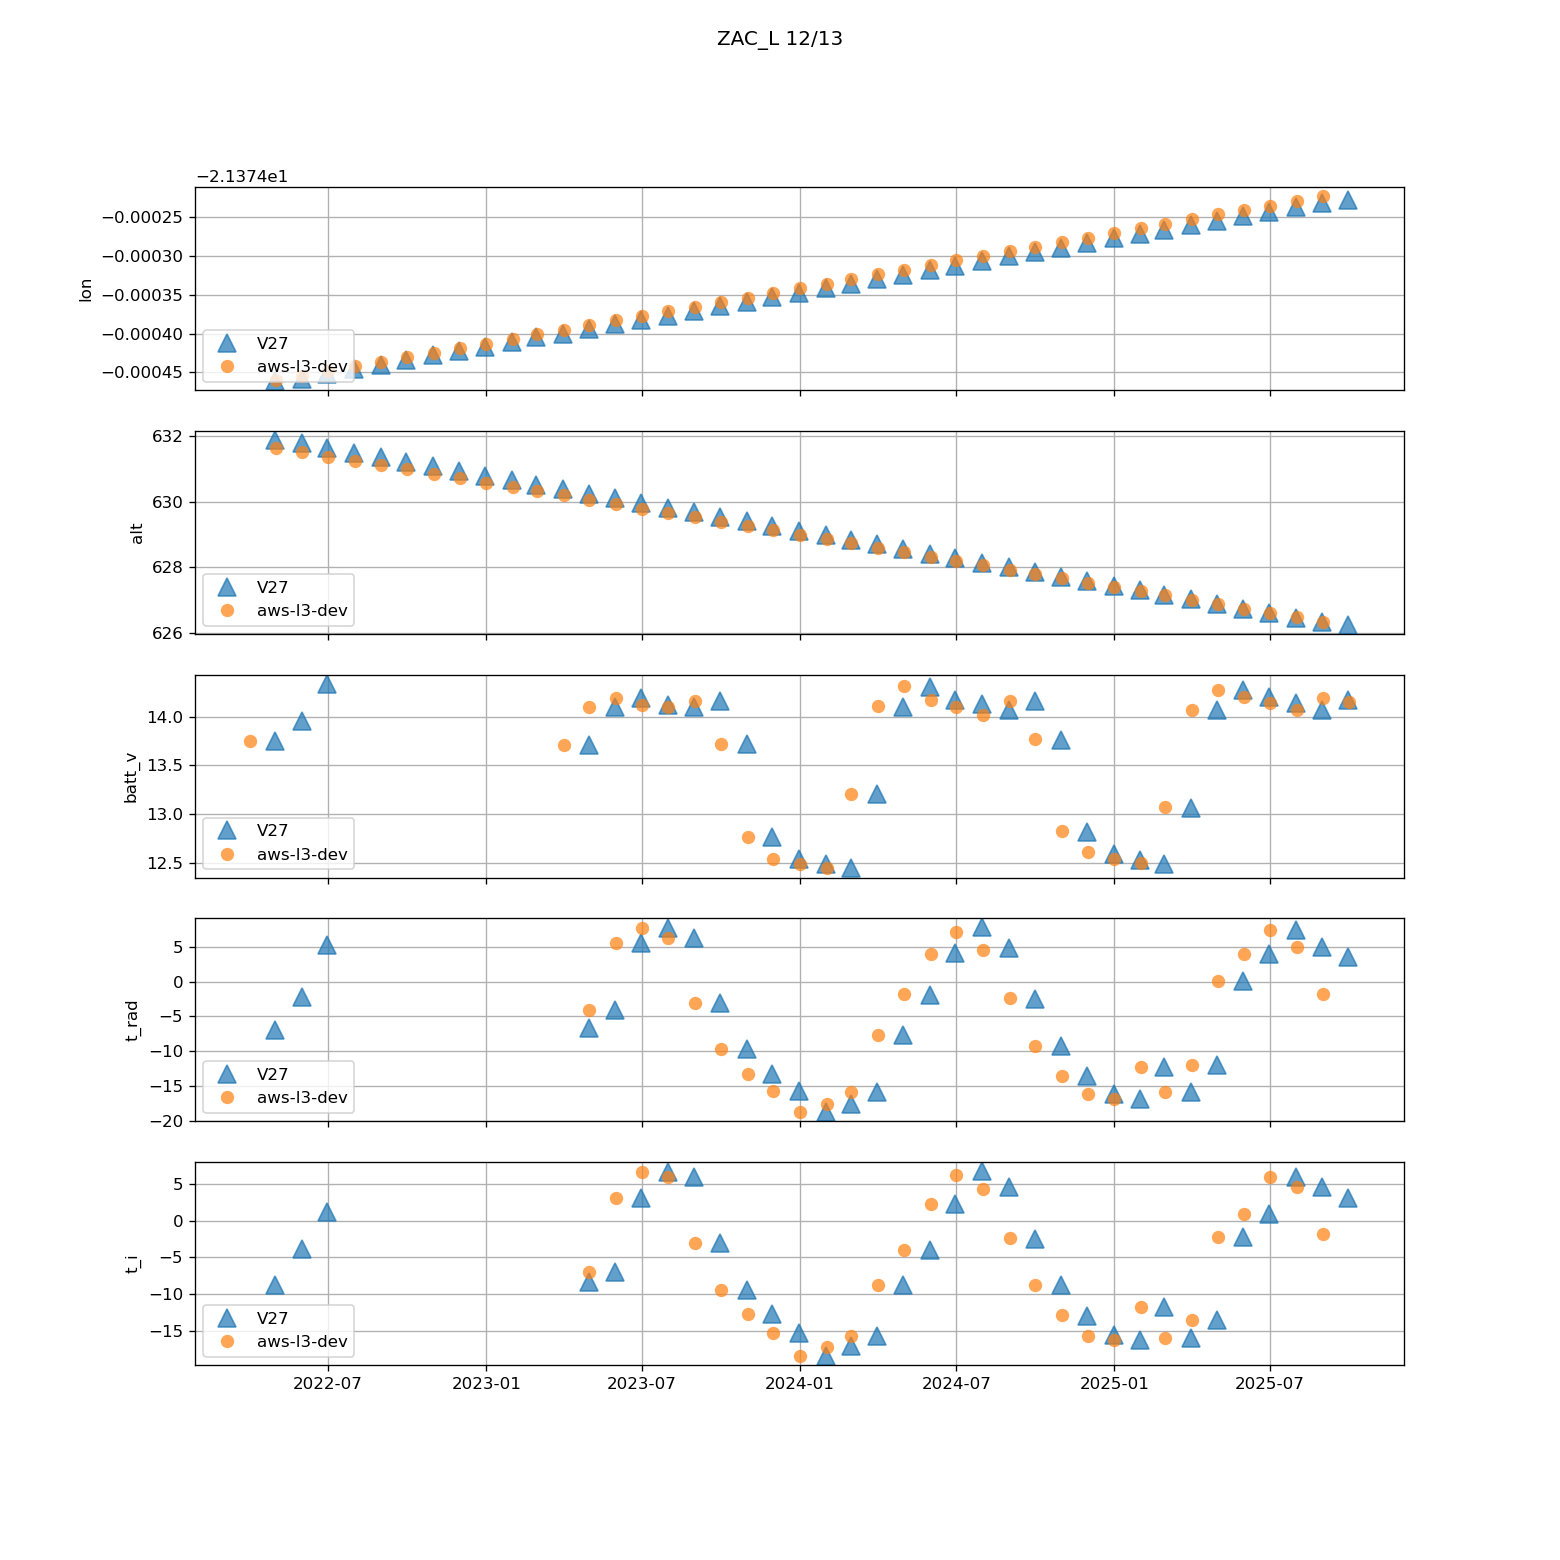 ZAC_L 12/13
−2.1374e1
lon
−0.00025
−0.00030
−0.00035
−0.00040
−0.00045
V27
aws-l3-dev
alt
632
630
628
626
V27
aws-l3-dev
batt_v
14.0
13.5
13.0
12.5
V27
aws-l3-dev
t_rad
5
0
−5
−10
−15
−20
V27
aws-l3-dev
t_i
5
0
−5
−10
−15
V27
aws-l3-dev
2022-07 2023-01 2023-07 2024-01 2024-07 2025-01 2025-07